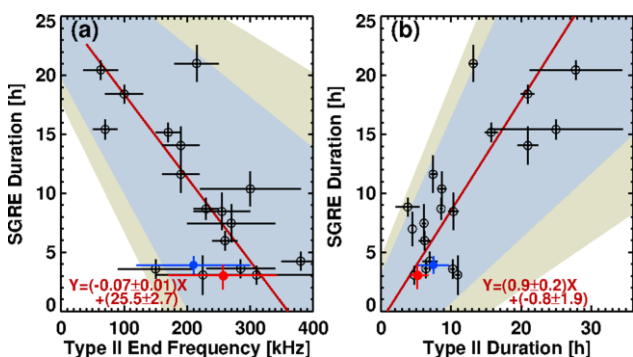 (a)
(b)
25
20
15
10
5
0
SGRE Duration [h]
Y=(-0.07±0.01)X
+(25.5±2.7)
0
100
200
300
400
Type II End Frequency [kHz]
25
20
15
10
5
0
SGRE Duration [h]
Y=(0.9±0.2)X
+(-0.8±1.9)
0
10
20
30
Type II Duration [h]